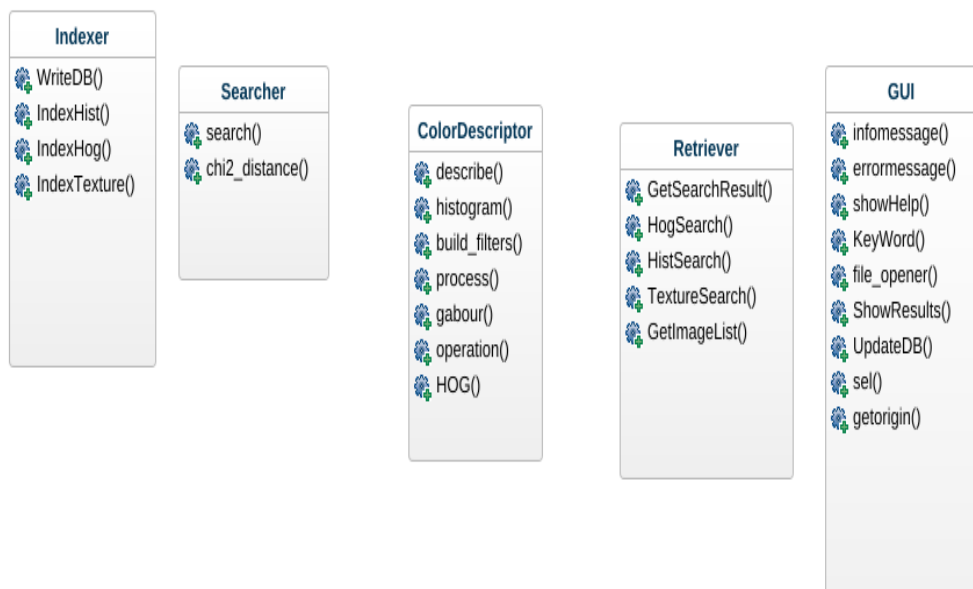 Indexer
WriteDB()
IndexHist()
IndexHog()
IndexTexture()
Searcher
search()
chi2_distance()
ColorDescriptor
describe()
histogram()
build_filters()
process()
gabour()
operation()
HOG()
Retriever
GetSearchResult()
HogSearch()
HistSearch()
TextureSearch()
GetImageList()
GUI
infomessage()
errormessage()
showHelp()
KeyWord()
file_opener()
ShowResults()
UpdateDB()
sel()
getorigin()